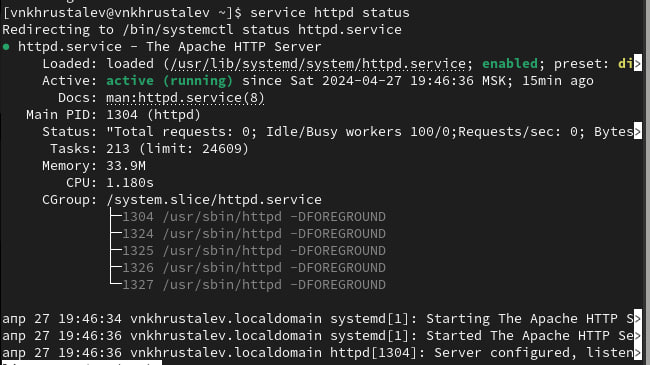 [vnkhrustalev@vnkhrustalev ~]$ service httpd status
Redirecting to /bin/systemctl status httpd.service
● httpd.service - The Apache HTTP Server
Loaded: loaded (/usr/lib/systemd/system/httpd.service; enabled; preset: di>
Active: active (running) since Sat 2024-04-27 19:46:36 MSK; 15min ago
Docs: man:httpd.service(8)
Main PID: 1304 (httpd)
Status: "Total requests: 0; Idle/Busy workers 100/0;Requests/sec: 0; Bytes>
Tasks: 213 (limit: 24609)
Memory: 33.9M
CPU: 1.180s
CGroup: /system.slice/httpd.service
├─1304 /usr/sbin/httpd -DFOREGROUND
├─1324 /usr/sbin/httpd -DFOREGROUND
├─1325 /usr/sbin/httpd -DFOREGROUND
├─1326 /usr/sbin/httpd -DFOREGROUND
└─1327 /usr/sbin/httpd -DFOREGROUND
апр 27 19:46:34 vnkhrustalev.localdomain systemd[1]: Starting The Apache HTTP S>
апр 27 19:46:36 vnkhrustalev.localdomain systemd[1]: Started The Apache HTTP Se>
апр 27 19:46:36 vnkhrustalev.localdomain httpd[1304]: Server configured, listen>